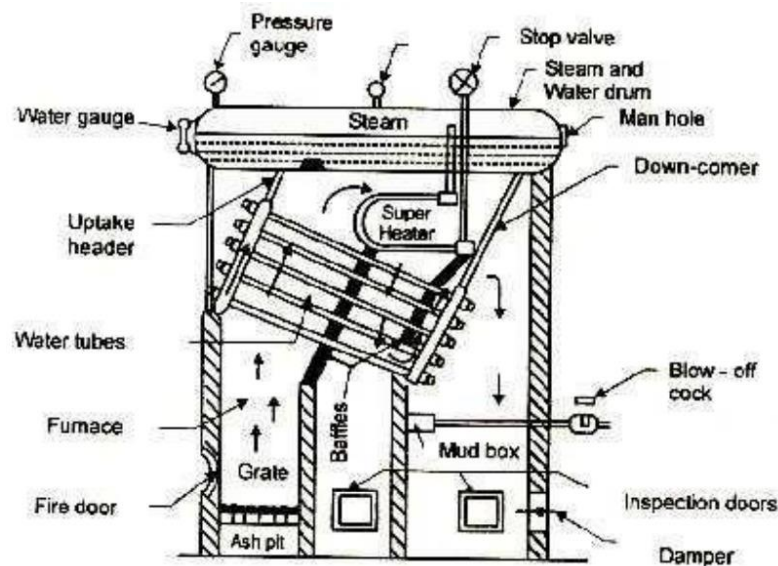 Pressure
gauge
Stop valve
Steam and
Water drum
Water gauge
Steam
Man hole
Down-comer
Uptake
header
Super
Heater
Water tubes
Blow - off
cock
Furnace
Baffles
Mud box
Grate
Fire door
Inspection doors
Ash pit
Damper